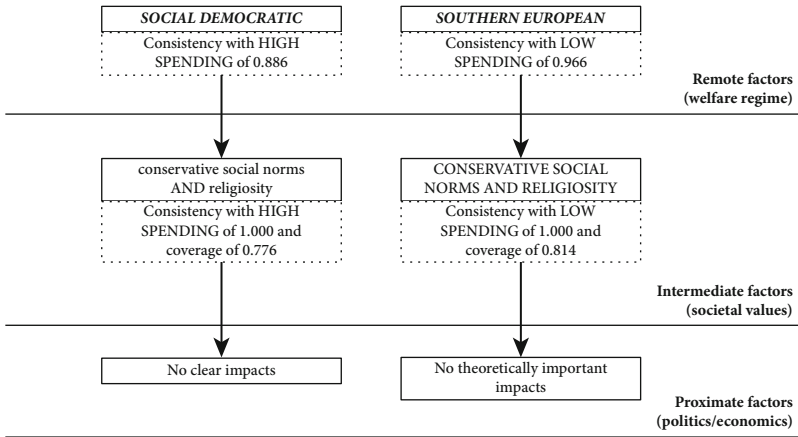 SOCIAL DEMOCRATIC
Consistency with HIGH
SPENDING of 0.886
SOUTHERN EUROPEAN
Consistency with LOW
SPENDING of 0.966
Remote factors
(welfare regime)
conservative social norms
AND religiosity
Consistency with HIGH
SPENDING of 1.000 and
coverage of 0.776
CONSERVATIVE SOCIAL
NORMS AND RELIGIOSITY
Consistency with LOW
SPENDING of 1.000 and
coverage of 0.814
Intermediate factors
(societal values)
No clear impacts
No theoretically important
impacts
Proximate factors
(politics/economics)